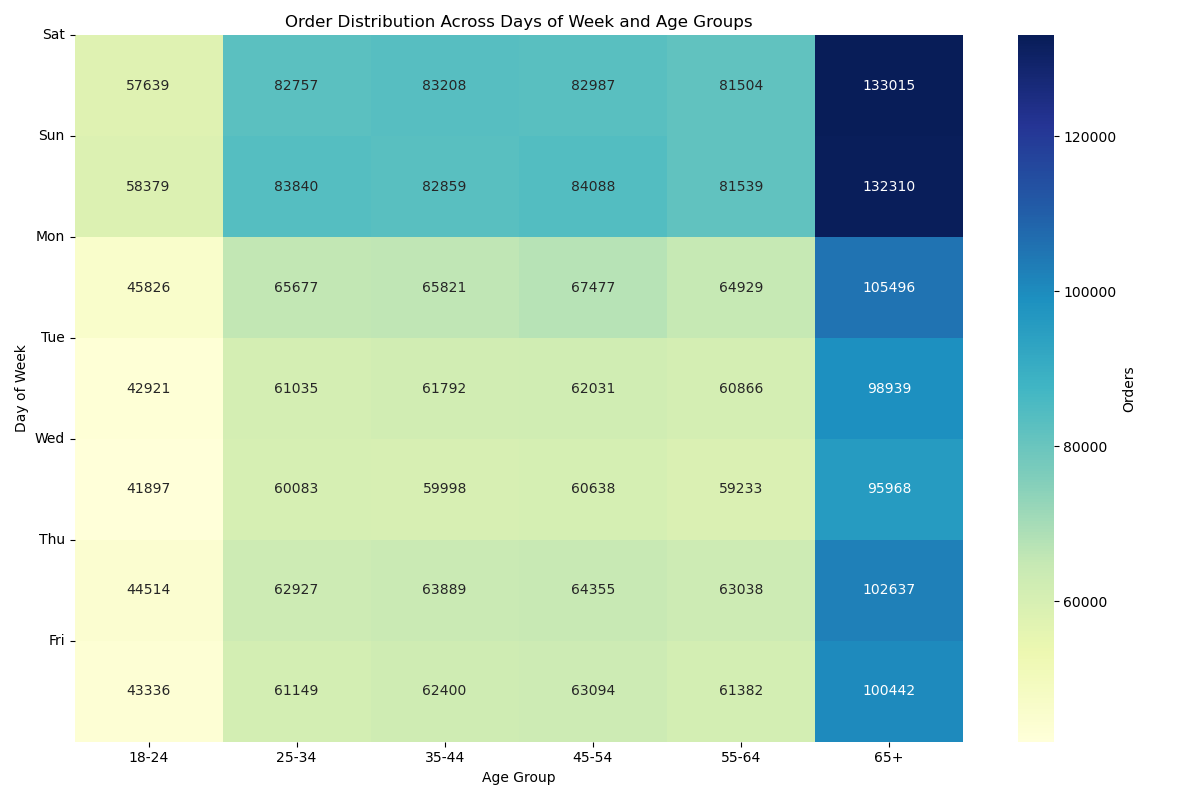 Order Distribution Across Days of Week and Age Groups
Sat
57639 82757 83208 82987 81504 133015
Sun
58379 83840 82859 84088 81539 132310
Mon
45826 65677 65821 67477 64929 105496
Tue
42921 61035 61792 62031 60866 98939
Wed
41897 60083 59998 60638 59233 95968
Thu
44514 62927 63889 64355 63038 102637
Fri
43336 61149 62400 63094 61382 100442
18-24 25-34 35-44 45-54 55-64 65+
Age Group
Day of Week
120000
100000
80000
60000
Orders